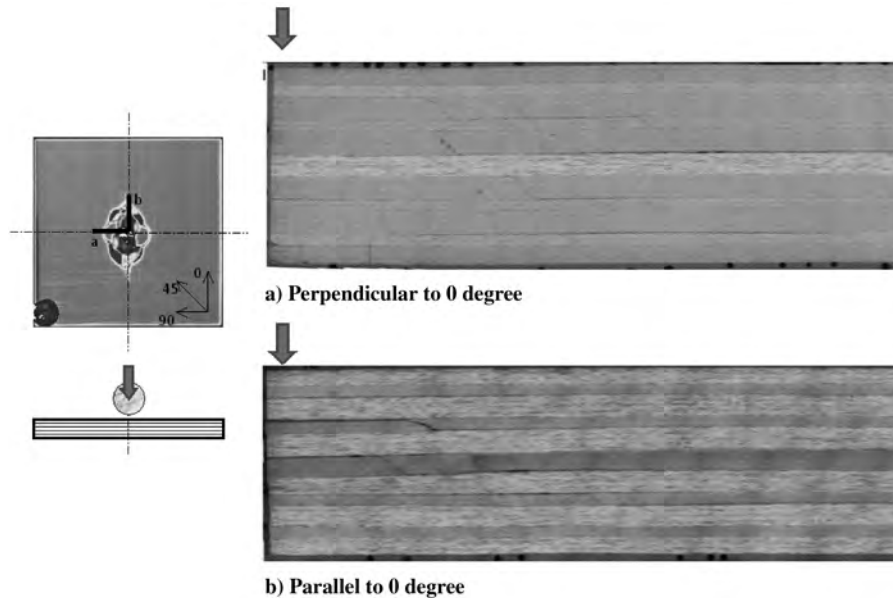 b
a
0
45
90
a) Perpendicular to 0 degree
b) Parallel to 0 degree